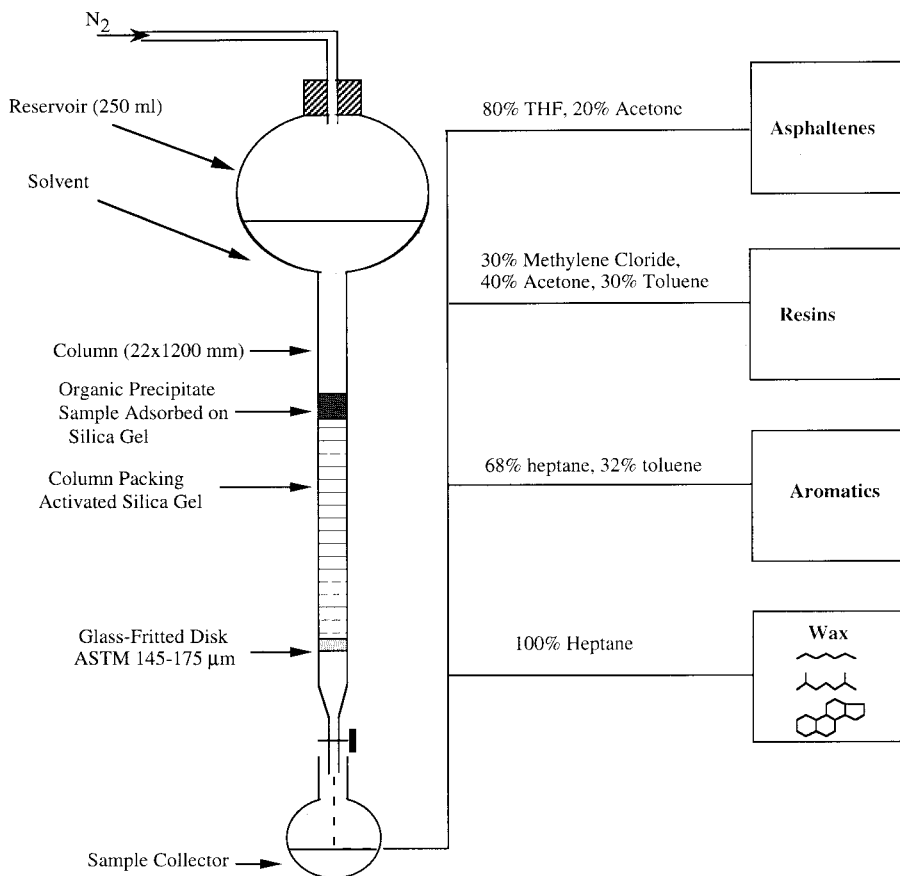 N2
Reservoir (250 ml)
Solvent
Column (22x1200 mm)
Organic Precipitate
Sample Adsorbed on
Silica Gel
Column Packing
Activated Silica Gel
Glass-Fritted Disk
ASTM 145-175 µm
Sample Collector
80% THF, 20% Acetone
Asphaltenes
30% Methylene Cloride,
40% Acetone, 30% Toluene
Resins
68% heptane, 32% toluene
Aromatics
100% Heptane
Wax